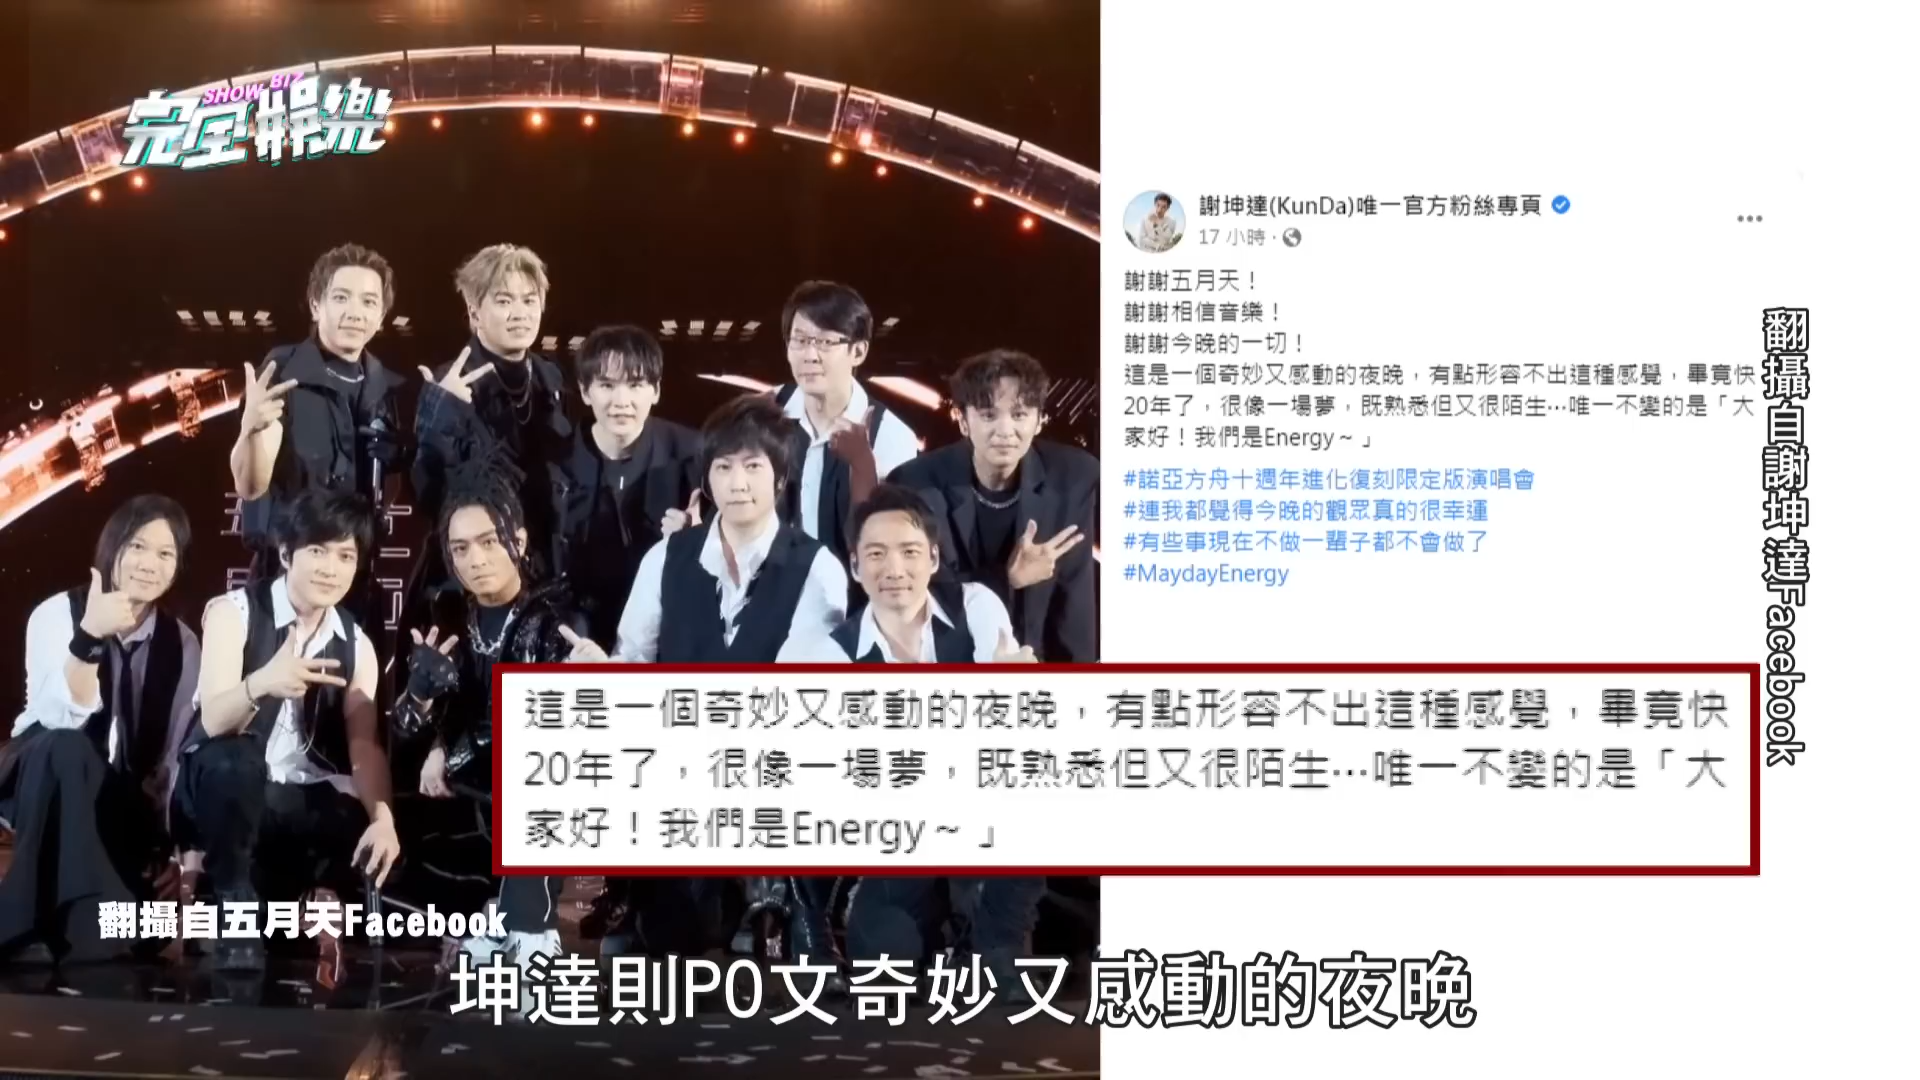 SHOW BIZ
完全娛樂
謝坤達(KunDa)唯一官方粉絲專頁
17 小時
謝謝五月天！
謝謝相信音樂！
謝謝今晚的一切！
這是一個奇妙又感動的夜晚，有點形容不出這種感覺，畢竟快
20年了，很像一場夢，既熟悉但又很陌生…唯一不變的是「大
家好！我們是Energy～」
#諾亞方舟十週年進化復刻限定版演唱會
#連我都覺得今晚的觀眾真的很幸運
#有些事現在不做一輩子都不會做了
#MaydayEnergy
翻攝自謝坤達Facebook
這是一個奇妙又感動的夜晚，有點形容不出這種感覺，畢竟快
20年了，很像一場夢，既熟悉但又很陌生…唯一不變的是「大
家好！我們是Energy～」
翻攝自五月天Facebook
坤達則PO文奇妙又感動的夜晚